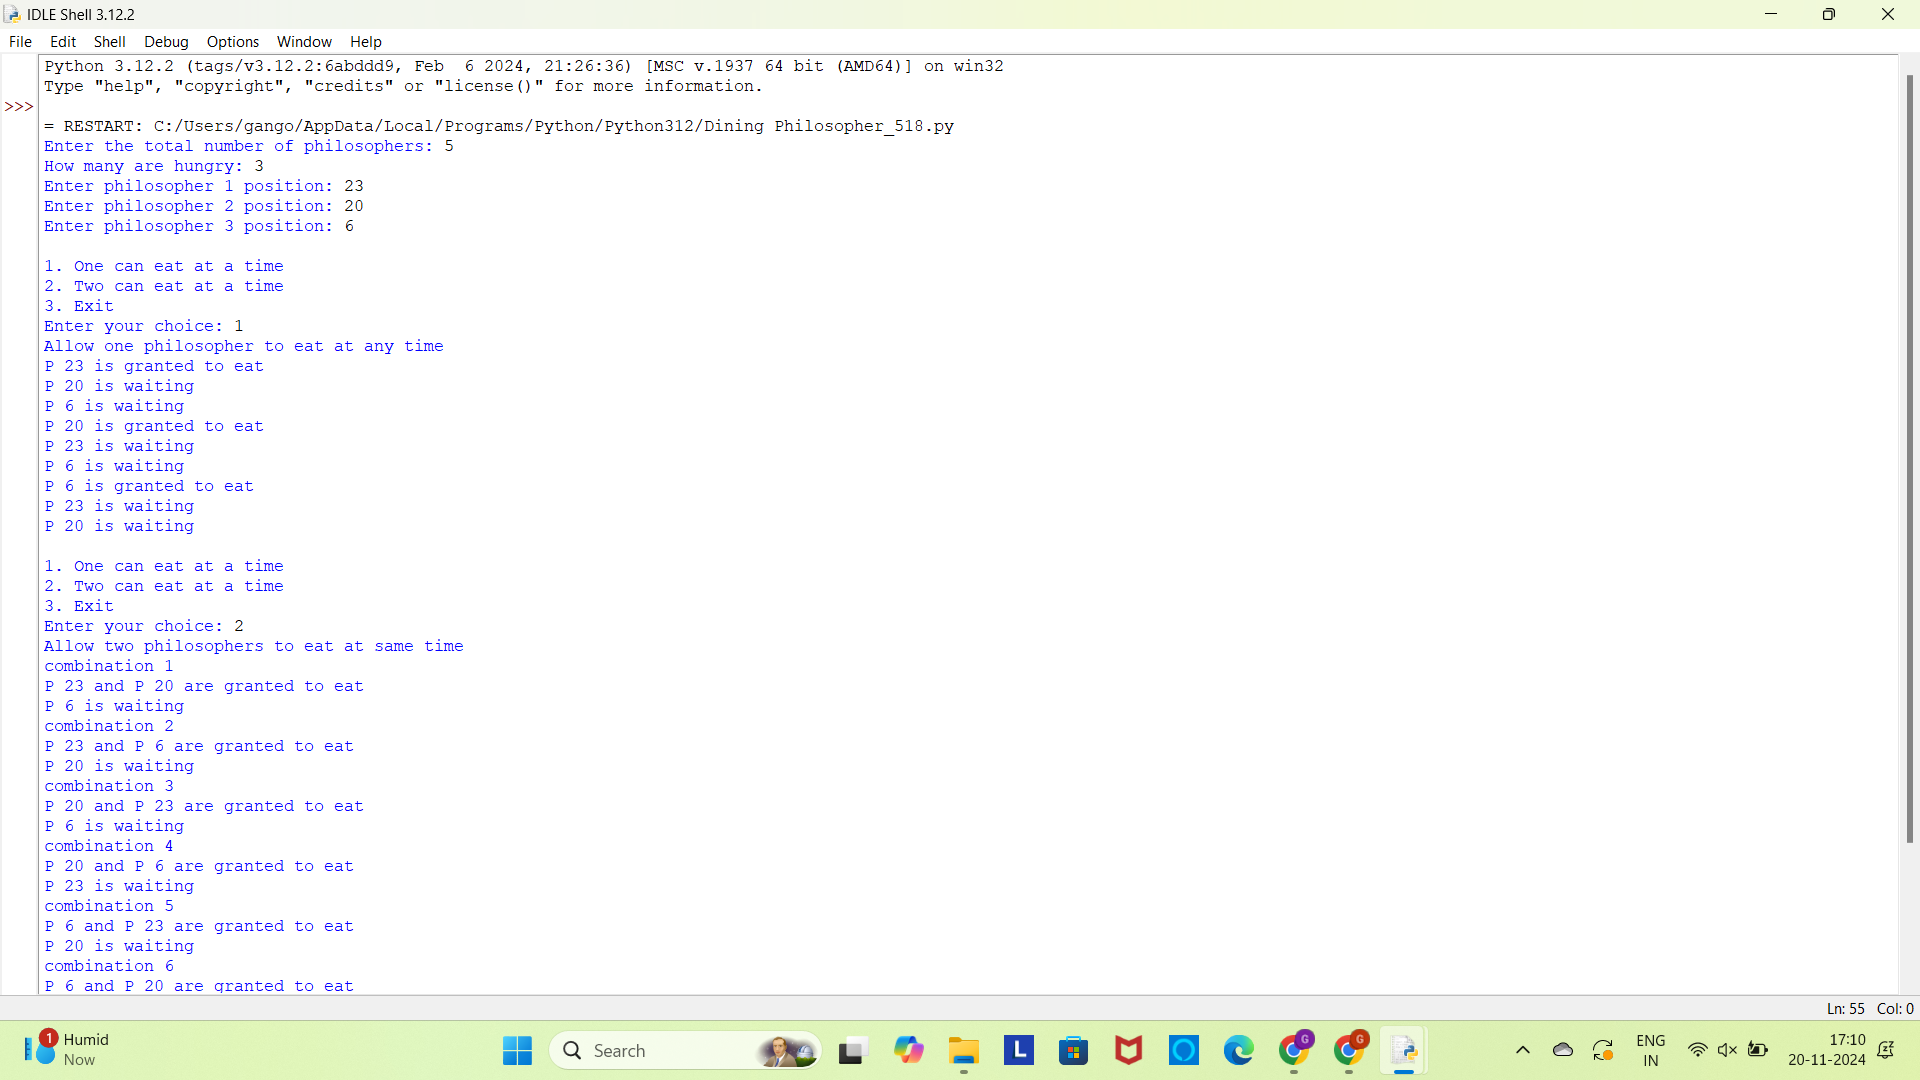 IDLE Shell 3.12.2
File Edit Shell Debug Options Window Help
Python 3.12.2 (tags/v3.12.2:6abddd9, Feb  6 2024, 21:26:36) [MSC v.1937 64 bit (AMD64)] on win32
Type "help", "copyright", "credits" or "license()" for more information.
>>>
= RESTART: C:/Users/gango/AppData/Local/Programs/Python/Python312/Dining Philosopher_518.py
Enter the total number of philosophers: 5
How many are hungry: 3
Enter philosopher 1 position: 23
Enter philosopher 2 position: 20
Enter philosopher 3 position: 6
1. One can eat at a time
2. Two can eat at a time
3. Exit
Enter your choice: 1
Allow one philosopher to eat at any time
P 23 is granted to eat
P 20 is waiting
P 6 is waiting
P 20 is granted to eat
P 23 is waiting
P 6 is waiting
P 6 is granted to eat
P 23 is waiting
P 20 is waiting
1. One can eat at a time
2. Two can eat at a time
3. Exit
Enter your choice: 2
Allow two philosophers to eat at same time
combination 1
P 23 and P 20 are granted to eat
P 6 is waiting
combination 2
P 23 and P 6 are granted to eat
P 20 is waiting
combination 3
P 20 and P 23 are granted to eat
P 6 is waiting
combination 4
P 20 and P 6 are granted to eat
P 23 is waiting
combination 5
P 6 and P 23 are granted to eat
P 20 is waiting
combination 6
P 6 and P 20 are granted to eat
Ln: 55 Col: 0
1
Humid
Now
Search
L
G
G
ENG
IN
17:10
20-11-2024